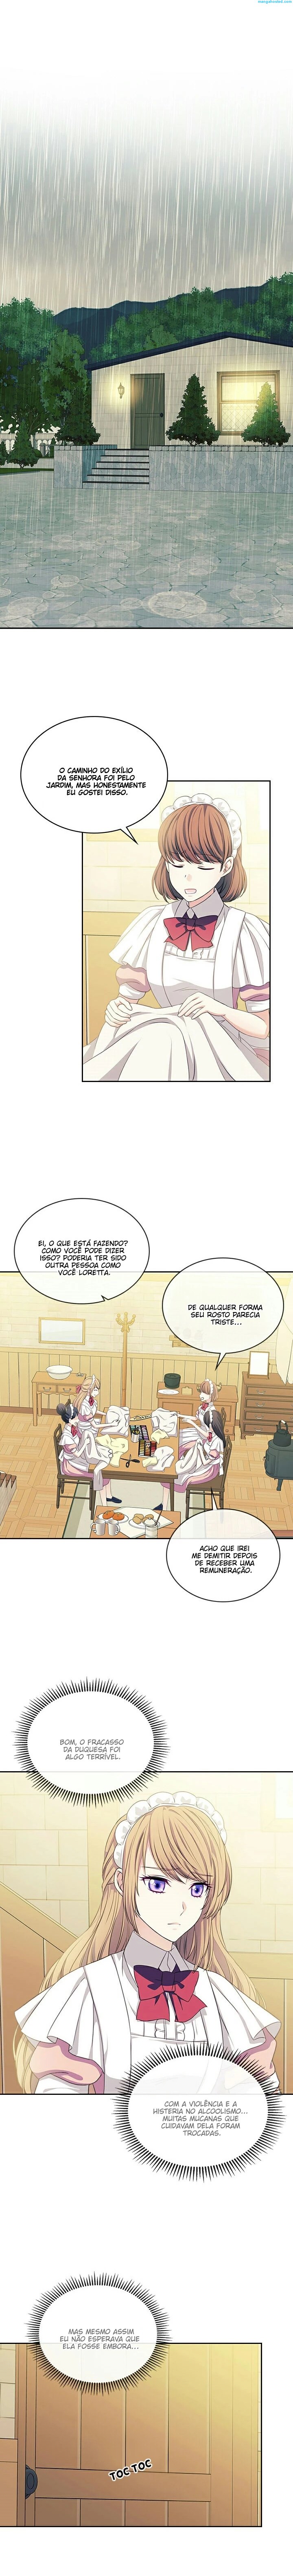 O CAMINHO DO EXÍLIO
DA SENHORA FOI PELO
JARDIM, MAS HONESTAMENTE
EU GOSTEI DISSO.
EI, O QUE ESTÁ FAZENDO?
COMO VOCÊ PODE DIZER
ISSO? PODERIA TER SIDO
OUTRA PESSOA COMO
VOCÊ LORETTA.
DE QUALQUER FORMA
SEU ROSTO PARECIA
TRISTE...
ACHO QUE IREI
ME DEMITIR DEPOIS
DE RECEBER UMA
REMUNERAÇÃO.
BOM, O FRACASSO
DA DUQUESA FOI
ALGO TERRÍVEL.
COM A VIOLÊNCIA E A
HISTERIA NO ALCOOLISMO...
MUITAS MUCANAS QUE
CUIDAVAM DELA FORAM
TROCADAS.
MAS MESMO ASSIM
EU NÃO ESPERAVA QUE
ELA FOSSE EMBORA...
TOC TOC